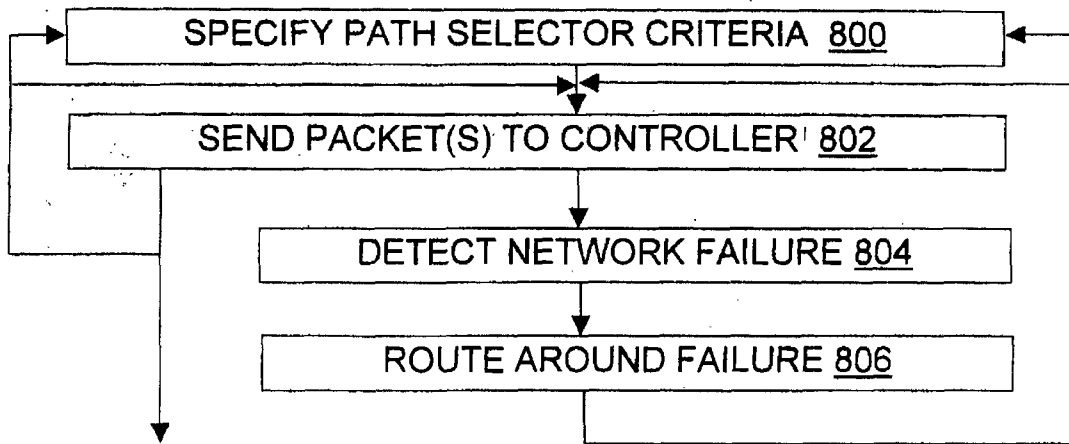 SPECIFY PATH SELECTOR CRITERIA 800
SEND PACKET(S) TO CONTROLLER 802
DETECT NETWORK FAILURE 804
ROUTE AROUND FAILURE 806